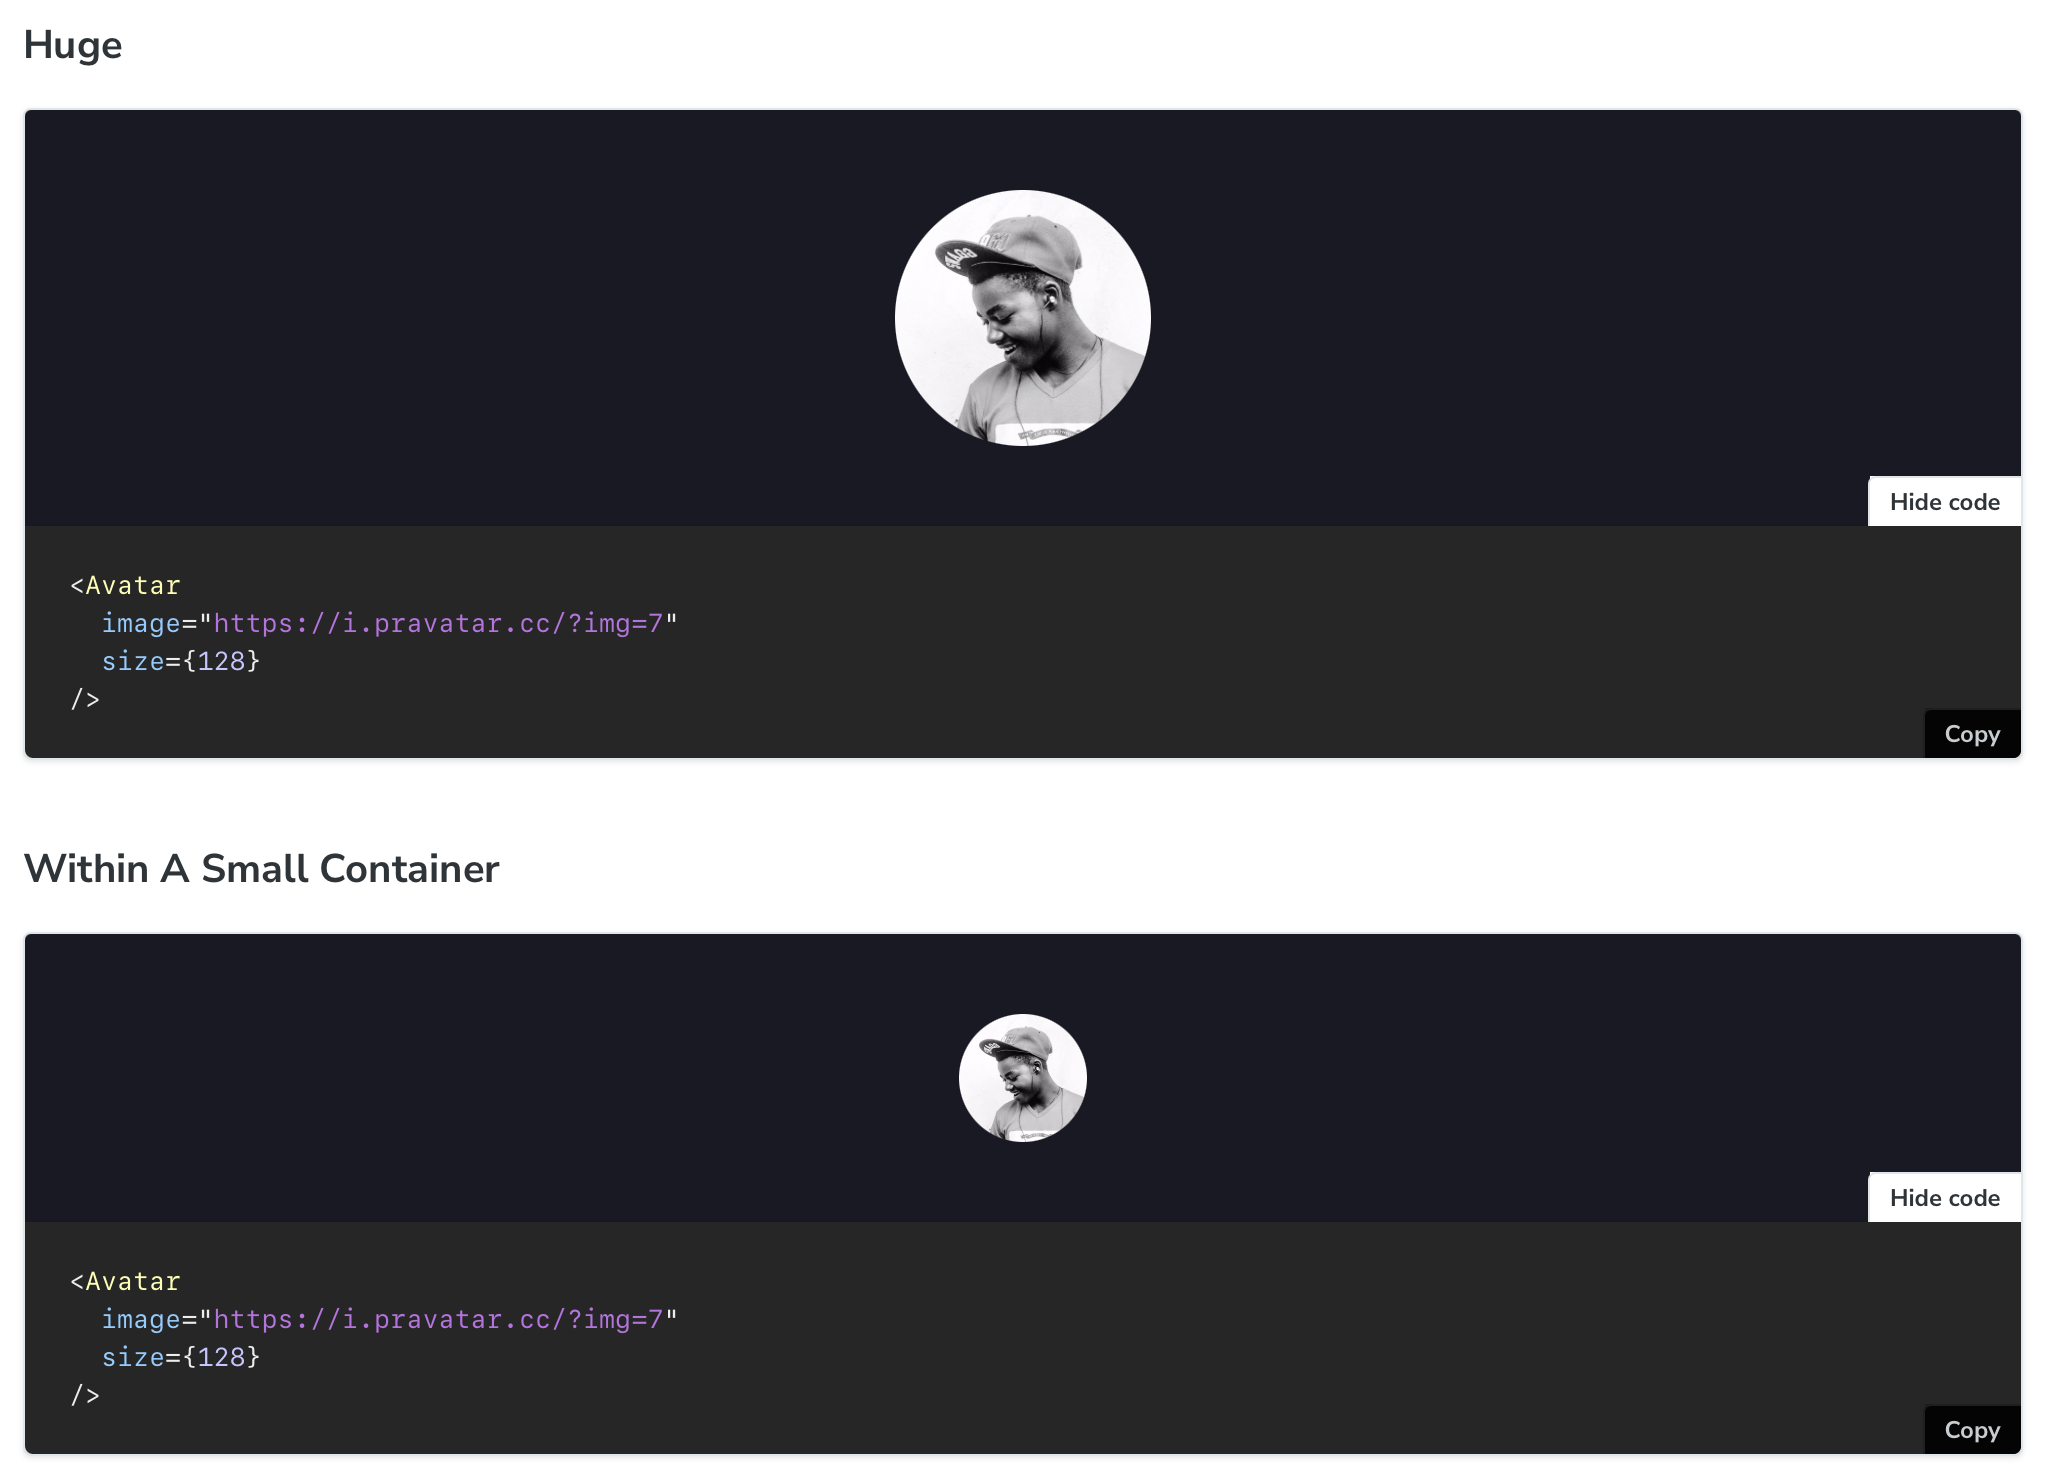 Huge
Hide code
<Avatar
  image="https://i.pravatar.cc/?img=7"
  size={128}
/>
Copy
Within A Small Container
Hide code
<Avatar
  image="https://i.pravatar.cc/?img=7"
  size={128}
/>
Copy